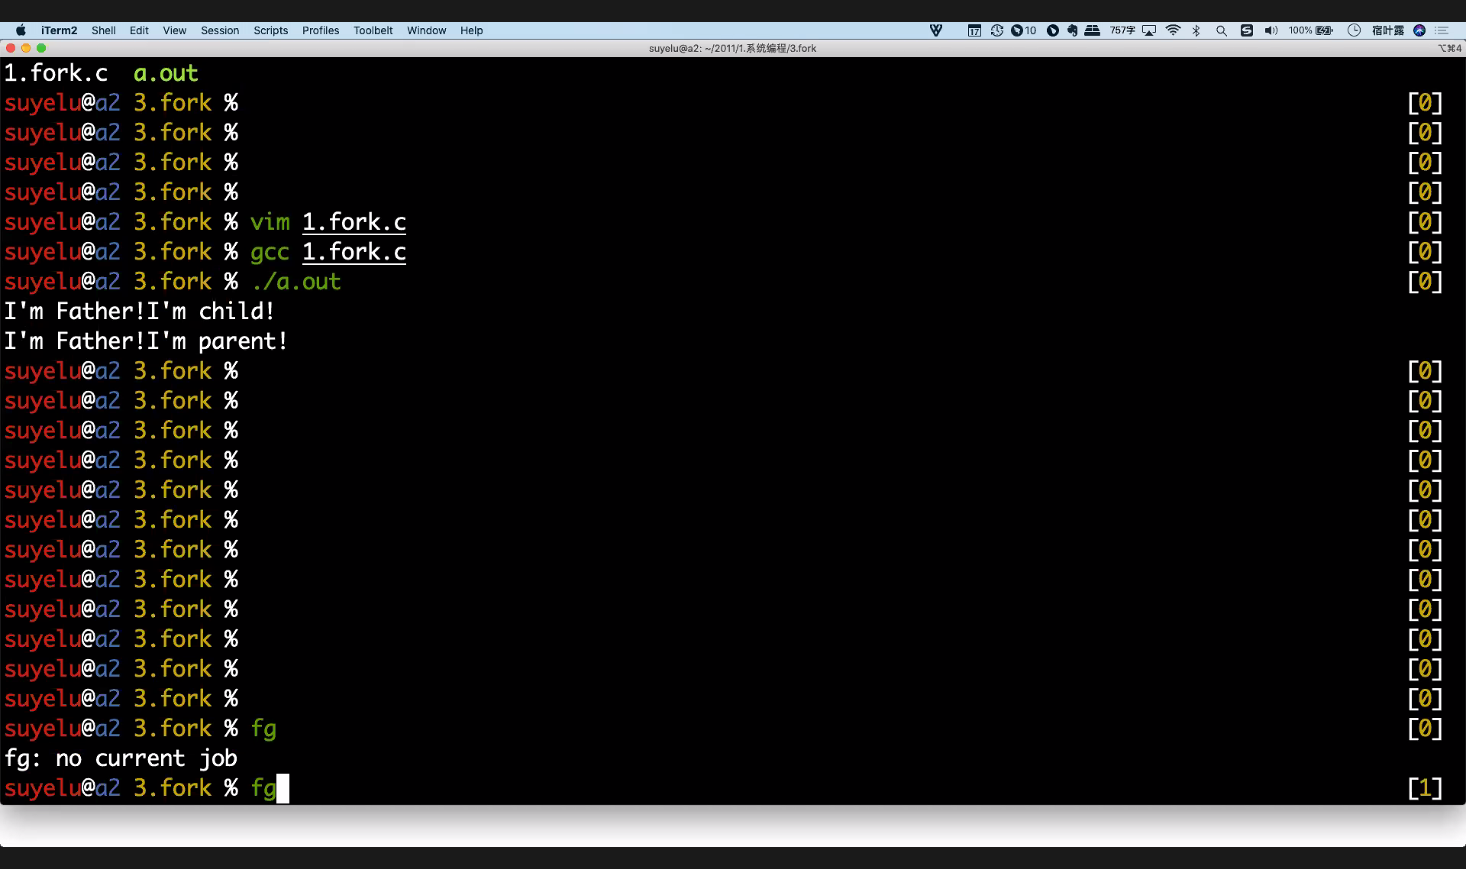 iTerm2 Shell Edit View Session Scripts Profiles Toolbelt Window Help 17 10 757字 100% 宿叶露
suyelu@a2: ~/2011/1.系统编程/3.fork ⌥⌘4
1.fork.c a.out
suyelu@a2 3.fork % [0]
suyelu@a2 3.fork % [0]
suyelu@a2 3.fork % [0]
suyelu@a2 3.fork % [0]
suyelu@a2 3.fork % vim 1.fork.c [0]
suyelu@a2 3.fork % gcc 1.fork.c [0]
suyelu@a2 3.fork % ./a.out [0]
I'm Father!I'm child!
I'm Father!I'm parent!
suyelu@a2 3.fork % [0]
suyelu@a2 3.fork % [0]
suyelu@a2 3.fork % [0]
suyelu@a2 3.fork % [0]
suyelu@a2 3.fork % [0]
suyelu@a2 3.fork % [0]
suyelu@a2 3.fork % [0]
suyelu@a2 3.fork % [0]
suyelu@a2 3.fork % [0]
suyelu@a2 3.fork % [0]
suyelu@a2 3.fork % [0]
suyelu@a2 3.fork % [0]
suyelu@a2 3.fork % fg [0]
fg: no current job
suyelu@a2 3.fork % fg [1]